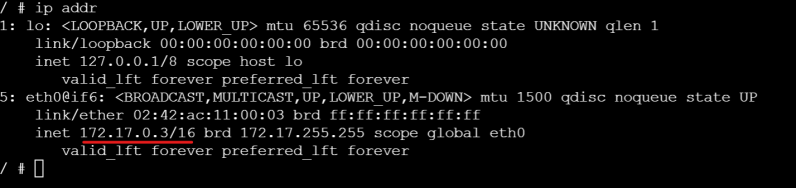 / # ip addr
1: lo: <LOOPBACK,UP,LOWER_UP> mtu 65536 qdisc noqueue state UNKNOWN qlen 1
    link/loopback 00:00:00:00:00:00 brd 00:00:00:00:00:00
    inet 127.0.0.1/8 scope host lo
       valid_lft forever preferred_lft forever
5: eth0@if6: <BROADCAST,MULTICAST,UP,LOWER_UP,M-DOWN> mtu 1500 qdisc noqueue state UP
    link/ether 02:42:ac:11:00:03 brd ff:ff:ff:ff:ff:ff
    inet 172.17.0.3/16 brd 172.17.255.255 scope global eth0
       valid_lft forever preferred_lft forever
/ #